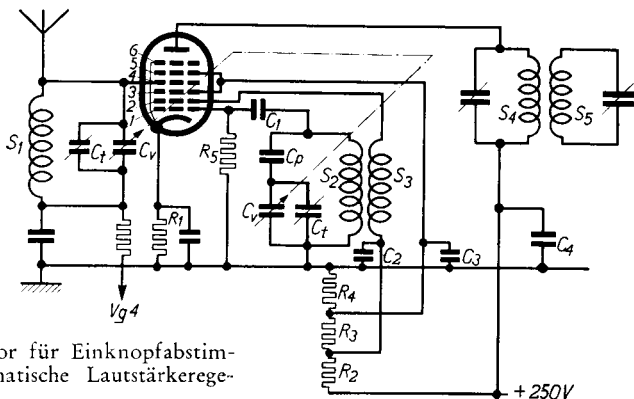 6
5
4
3
2
1
S1
Ct
Cv
R1
R5
C1
Cp
Cv
Ct
S2
S3
S4
S5
C2
C3
C4
R4
R3
R2
Vg4
+250V
or für Einknopfabstim-
natische Lautstärkerege-